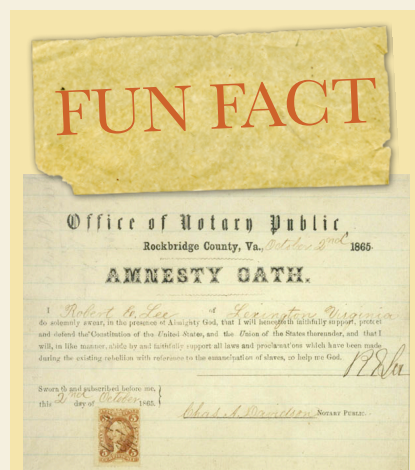 FUN FACT
Office of Notary Public
Rockbridge County, Va., October 2nd 1865.
AMNESTY OATH.
I Robert E. Lee of Lexington Virginia
do solemnly swear, in the presence of Almighty God, that I will henceforth faithfully support, protect
and defend the Constitution of the United States, and the Union of the States thereunder, and that I
will, in like manner, abide by and faithfully support all laws and proclamations which have been made
during the existing rebellion with reference to the emancipation of slaves, so help me God.
R E Lee
Sworn to and subscribed before me,
this 2nd day of October 1865.
Chas. A. Davidson, NOTARY PUBLIC.
5 5